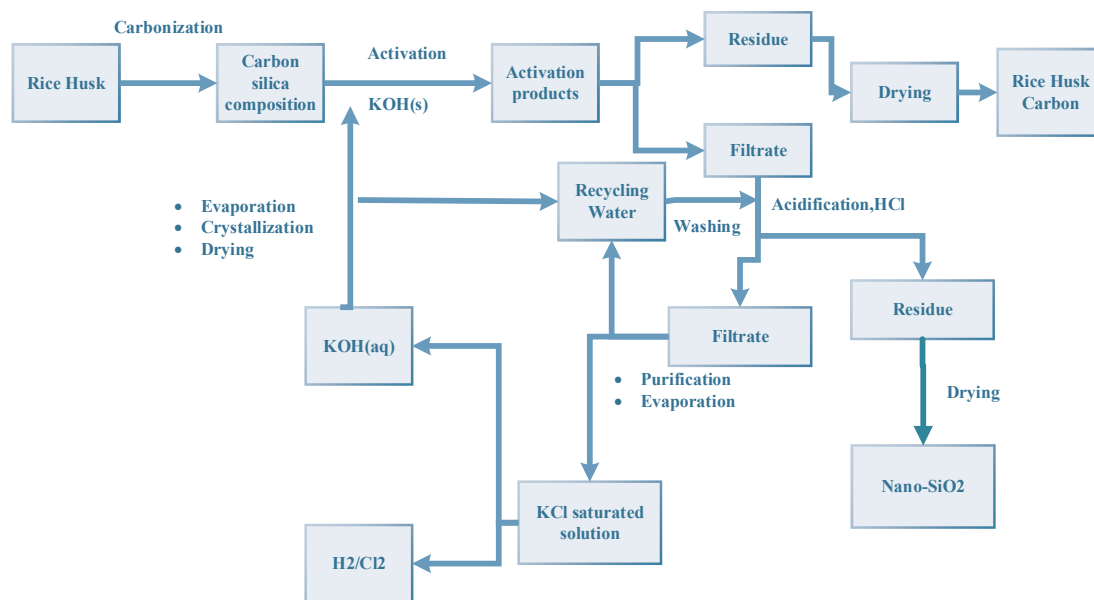 Carbonization
Rice Husk
Carbon
silica
composition
Activation
KOH(s)
Activation
products
Residue
Drying
Rice Husk
Carbon
Filtrate
Recycling
Water
Washing
Acidification,HCl
• Evaporation
• Crystallization
• Drying
Residue
KOH(aq)
Filtrate
• Purification
• Evaporation
Drying
Nano-SiO2
KCl saturated
solution
H2/Cl2